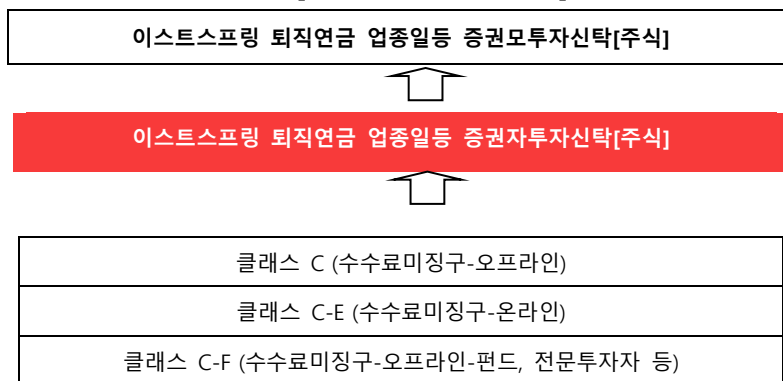 이스트스프링 퇴직연금 업종일등 증권모투자신탁[주식]
이스트스프링 퇴직연금 업종일등 증권자투자신탁[주식]
클래스 C (수수료미징구-오프라인)
클래스 C-E (수수료미징구-온라인)
클래스 C-F (수수료미징구-오프라인-펀드, 전문투자자 등)